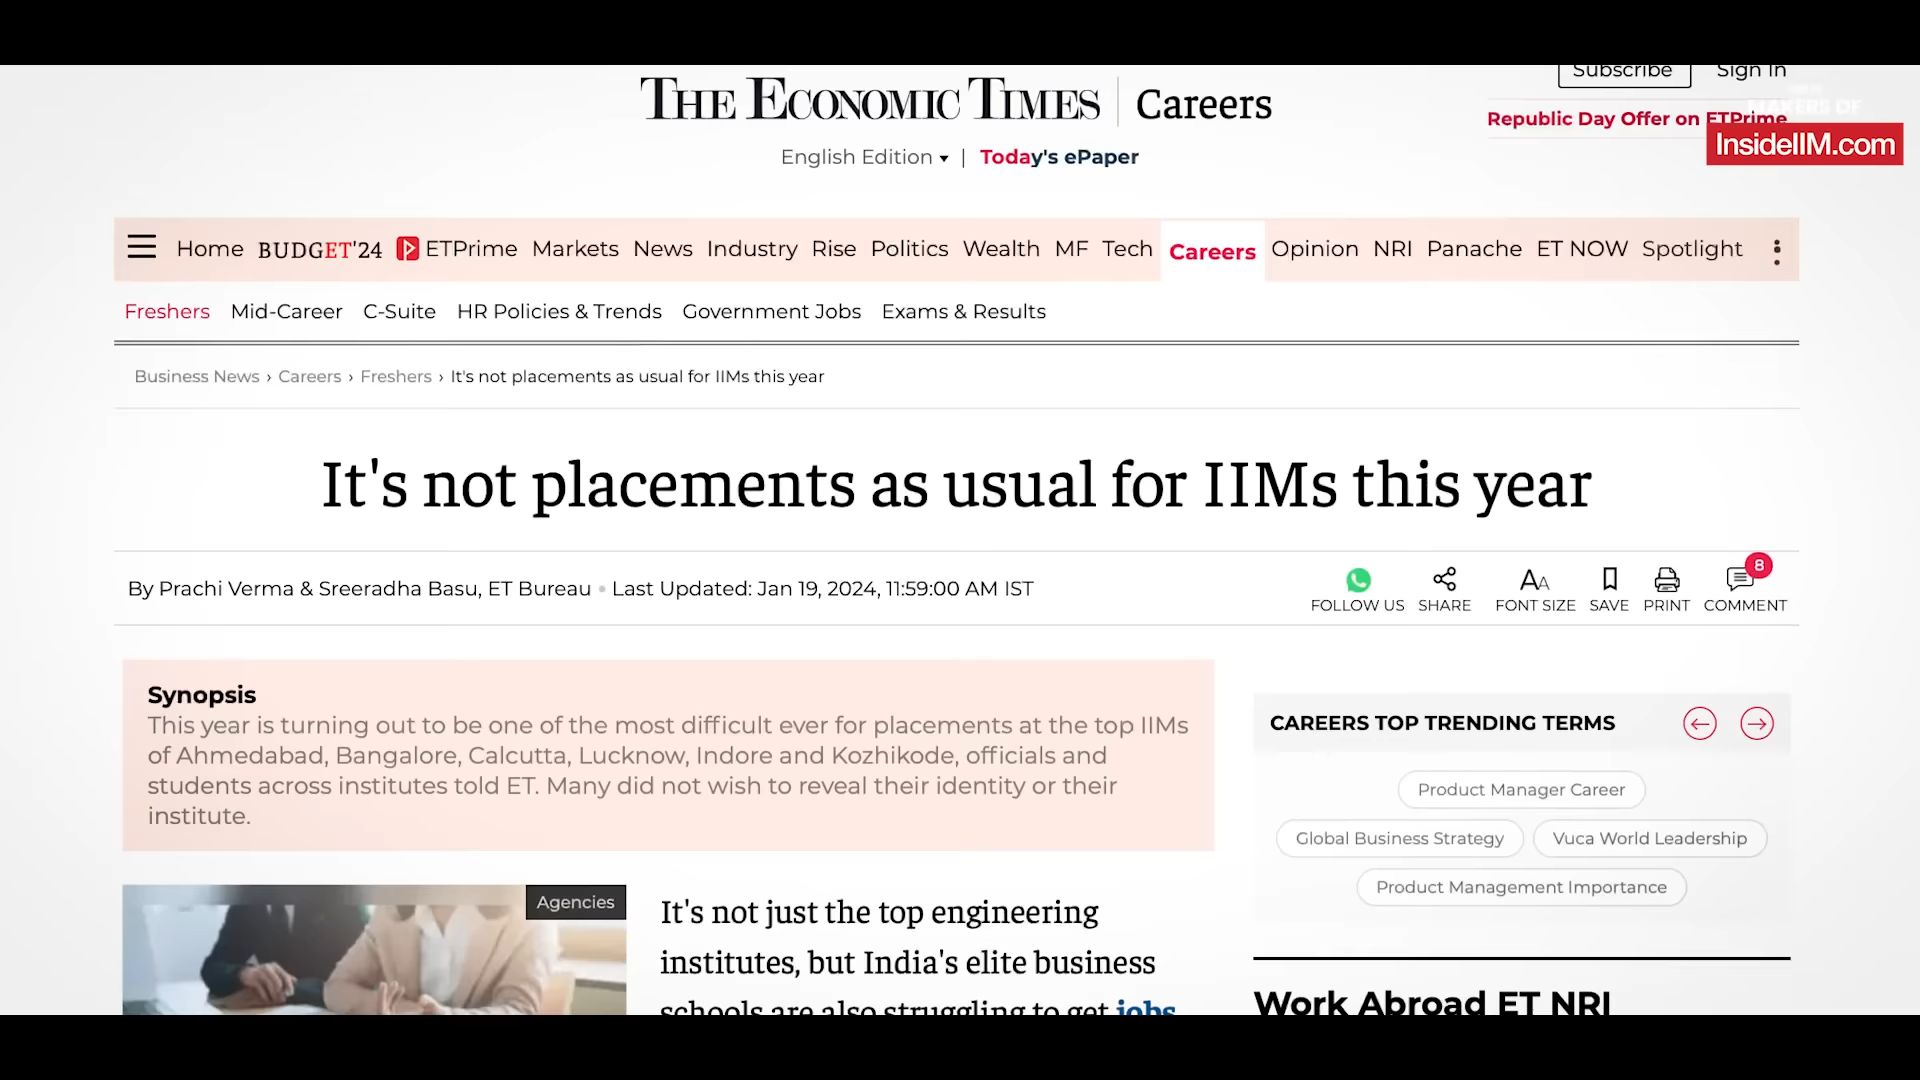 Subscribe Sign In
THE ECONOMIC TIMES Careers
MAKERS OF
Republic Day Offer on ETPrime
InsideIIM.com
English Edition | Today's ePaper
Home BUDGET'24 ETPrime Markets News Industry Rise Politics Wealth MF Tech Careers Opinion NRI Panache ET NOW Spotlight
Freshers Mid-Career C-Suite HR Policies & Trends Government Jobs Exams & Results
Business News › Careers › Freshers › It's not placements as usual for IIMs this year
It's not placements as usual for IIMs this year
By Prachi Verma & Sreeradha Basu, ET Bureau • Last Updated: Jan 19, 2024, 11:59:00 AM IST
8
FOLLOW US SHARE FONT SIZE SAVE PRINT COMMENT
Synopsis
This year is turning out to be one of the most difficult ever for placements at the top IIMs
of Ahmedabad, Bangalore, Calcutta, Lucknow, Indore and Kozhikode, officials and
students across institutes told ET. Many did not wish to reveal their identity or their
institute.
CAREERS TOP TRENDING TERMS
Product Manager Career
Global Business Strategy Vuca World Leadership
Product Management Importance
Agencies
It's not just the top engineering
institutes, but India's elite business
schools are also struggling to get jobs
Work Abroad ET NRI